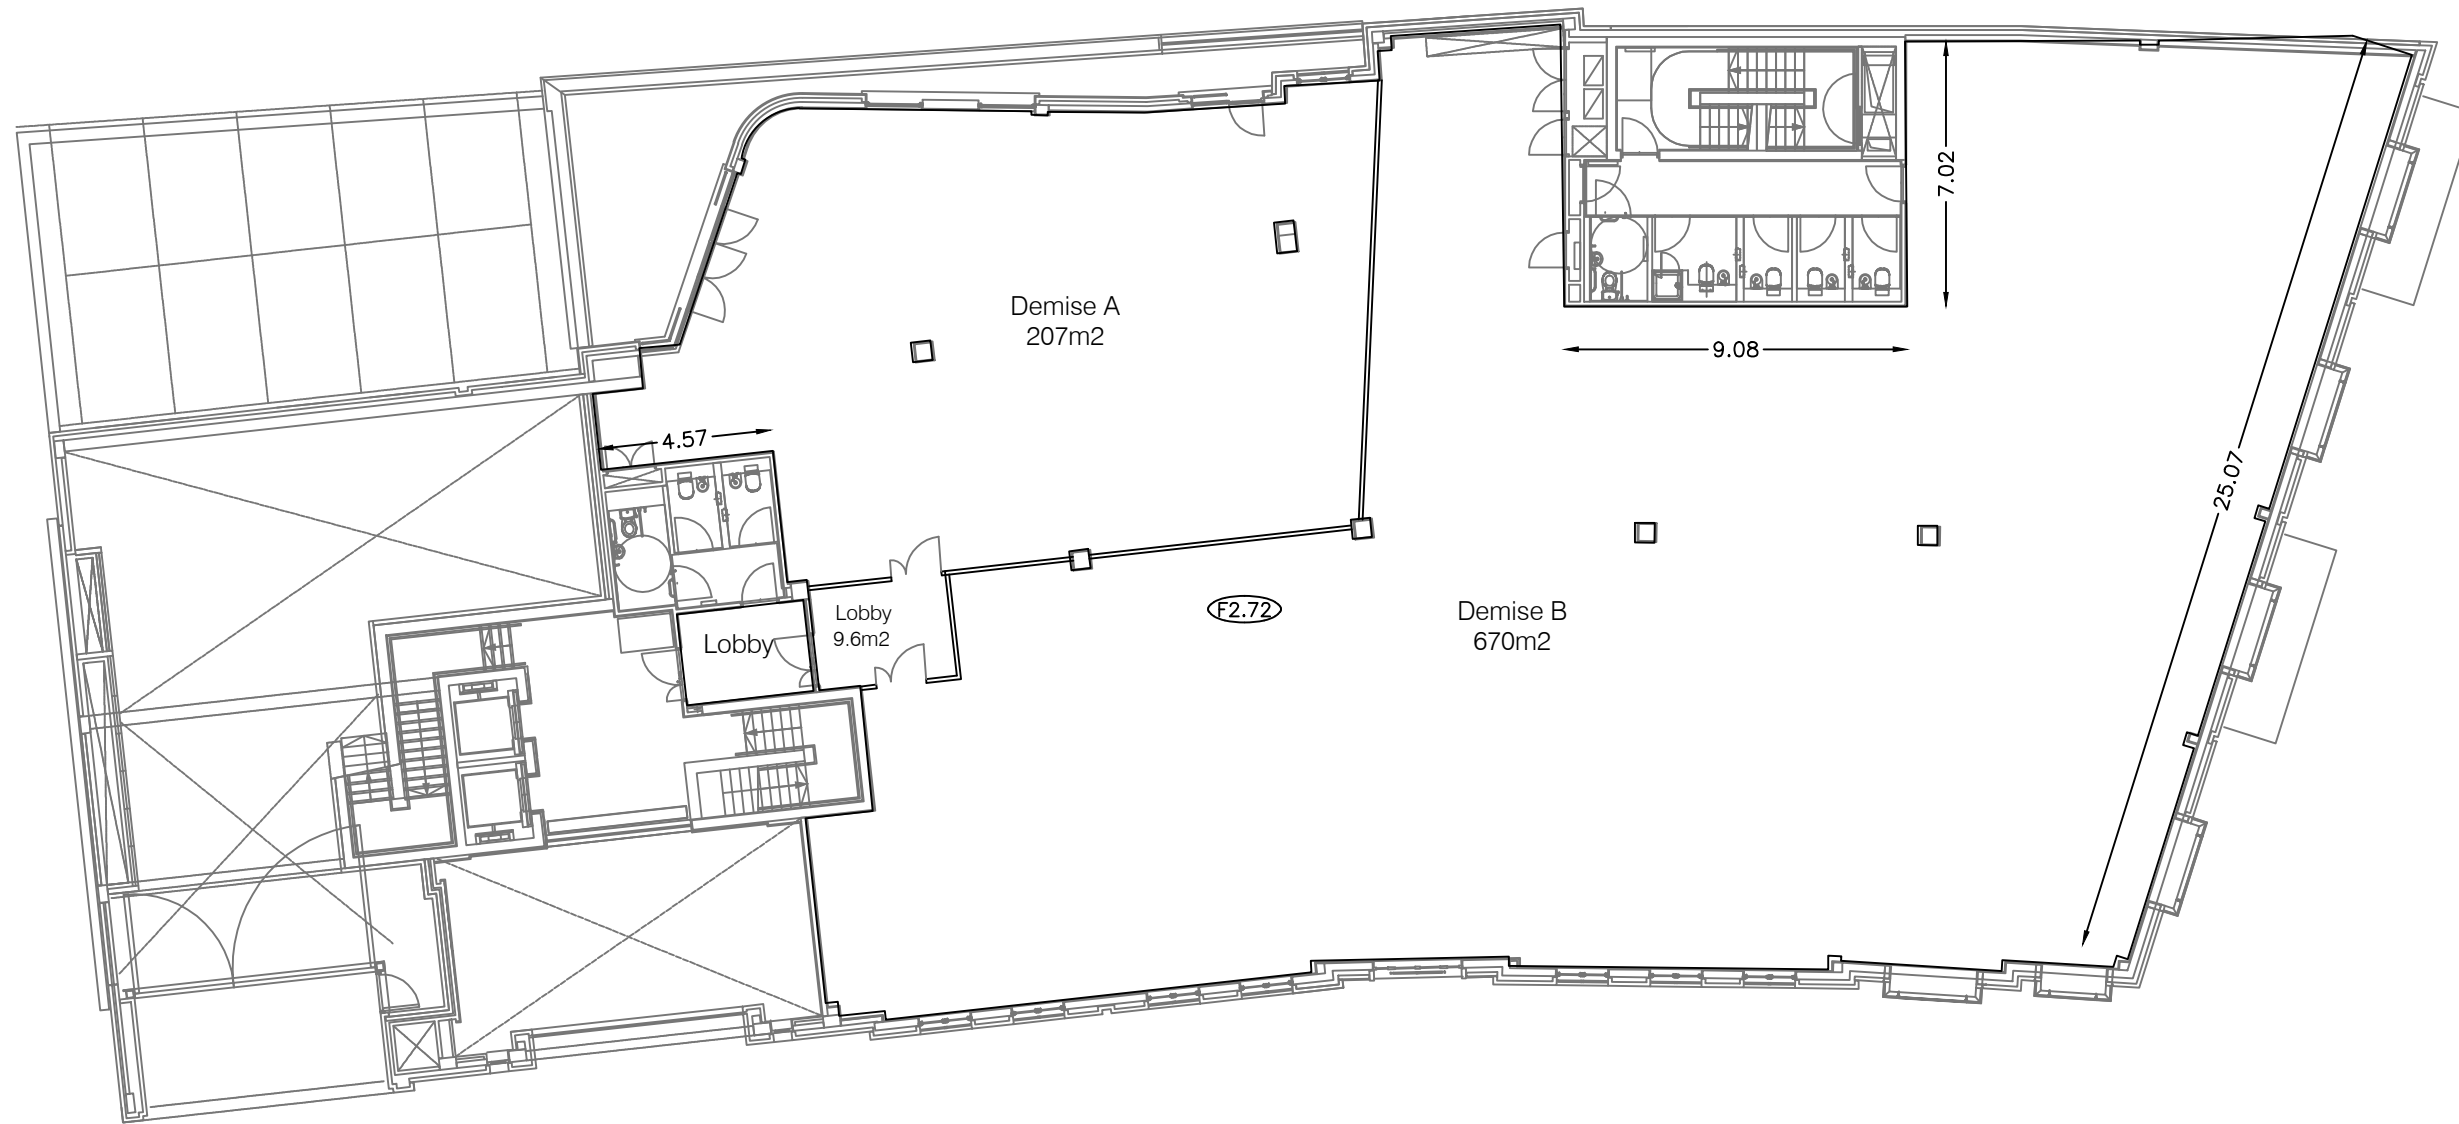 7.02
Demise A
207m2
9.08
4.57
25.07
Lobby
9.6m2
F2.72
Demise B
670m2
Lobby